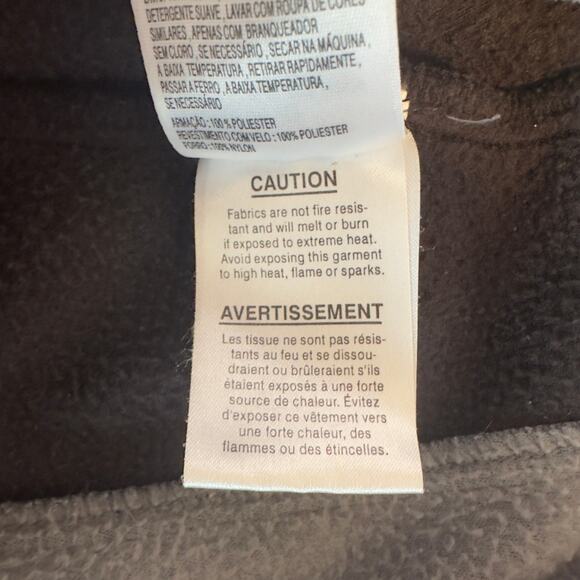 DETERGENTE SUAVE, LAVAR COM ROUPA DE CORES
SIMILARES, APENAS COM BRANQUEADOR
SEM CLORO, SE NECESSÁRIO, SECAR NA MÁQUINA,
A BAIXA TEMPERATURA, RETIRAR RAPIDAMENTE,
PASSAR A FERRO, A BAIXA TEMPERATURA,
SE NECESSÁRIO
ARMAÇÃO: 100% POLIESTER
REVESTIMENTO COM VELO: 100% POLIESTER
FORRO: 100% NYLON
CAUTION
Fabrics are not fire resis-
tant and will melt or burn
if exposed to extreme heat.
Avoid exposing this garment
to high heat, flame or sparks.
AVERTISSEMENT
Les tissue ne sont pas résis-
tants au feu et se dissou-
draient ou brûleraient s'ils
étaient exposés à une forte
source de chaleur. Évitez
d'exposer ce vêtement vers
une forte chaleur, des
flammes ou des étincelles.